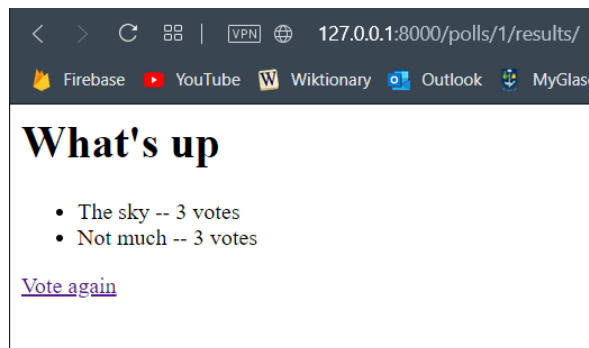 VPN 127.0.0.1:8000/polls/1/results/
Firebase YouTube W Wiktionary Outlook MyGlas
What's up
• The sky -- 3 votes
• Not much -- 3 votes
Vote again